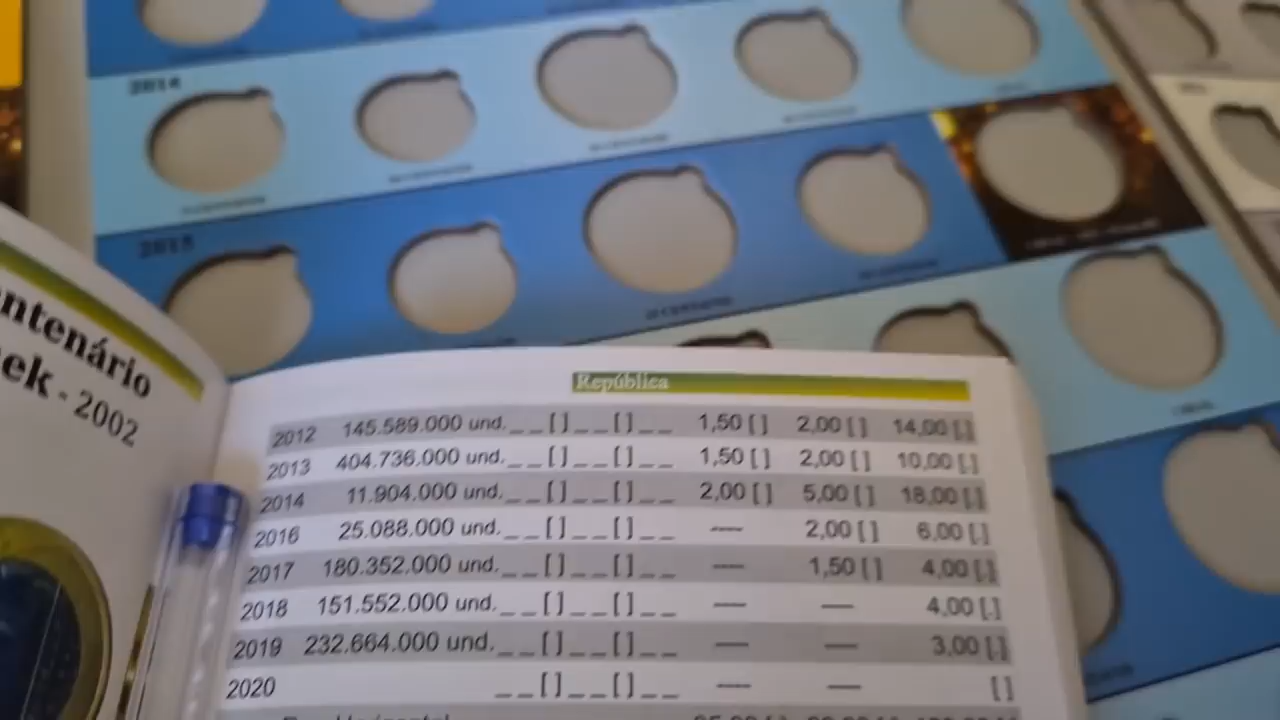 2014
2015
ntenário
ek - 2002
República
2012 145.589.000 und. _ _ [ ] _ _ [ ] _ _ 1,50 [ ] 2,00 [ ] 14,00 [.]
2013 404.736.000 und. _ _ [ ] _ _ [ ] _ _ 1,50 [ ] 2,00 [ ] 10,00 [.]
2014 11.904.000 und. _ _ [ ] _ _ [ ] _ _ 2,00 [ ] 5,00 [ ] 18,00 [.]
2016 25.088.000 und. _ _ [ ] _ _ [ ] _ _ ---- 2,00 [ ] 6,00 [.]
2017 180.352.000 und. _ _ [ ] _ _ [ ] _ _ ---- 1,50 [ ] 4,00 [.]
2018 151.552.000 und. _ _ [ ] _ _ [ ] _ _ ---- ---- 4,00 [.]
2019 232.664.000 und. _ _ [ ] _ _ [ ] _ _ ---- ---- 3,00 [.]
2020 _ _ [ ] _ _ [ ] _ _ ---- ---- [ ]